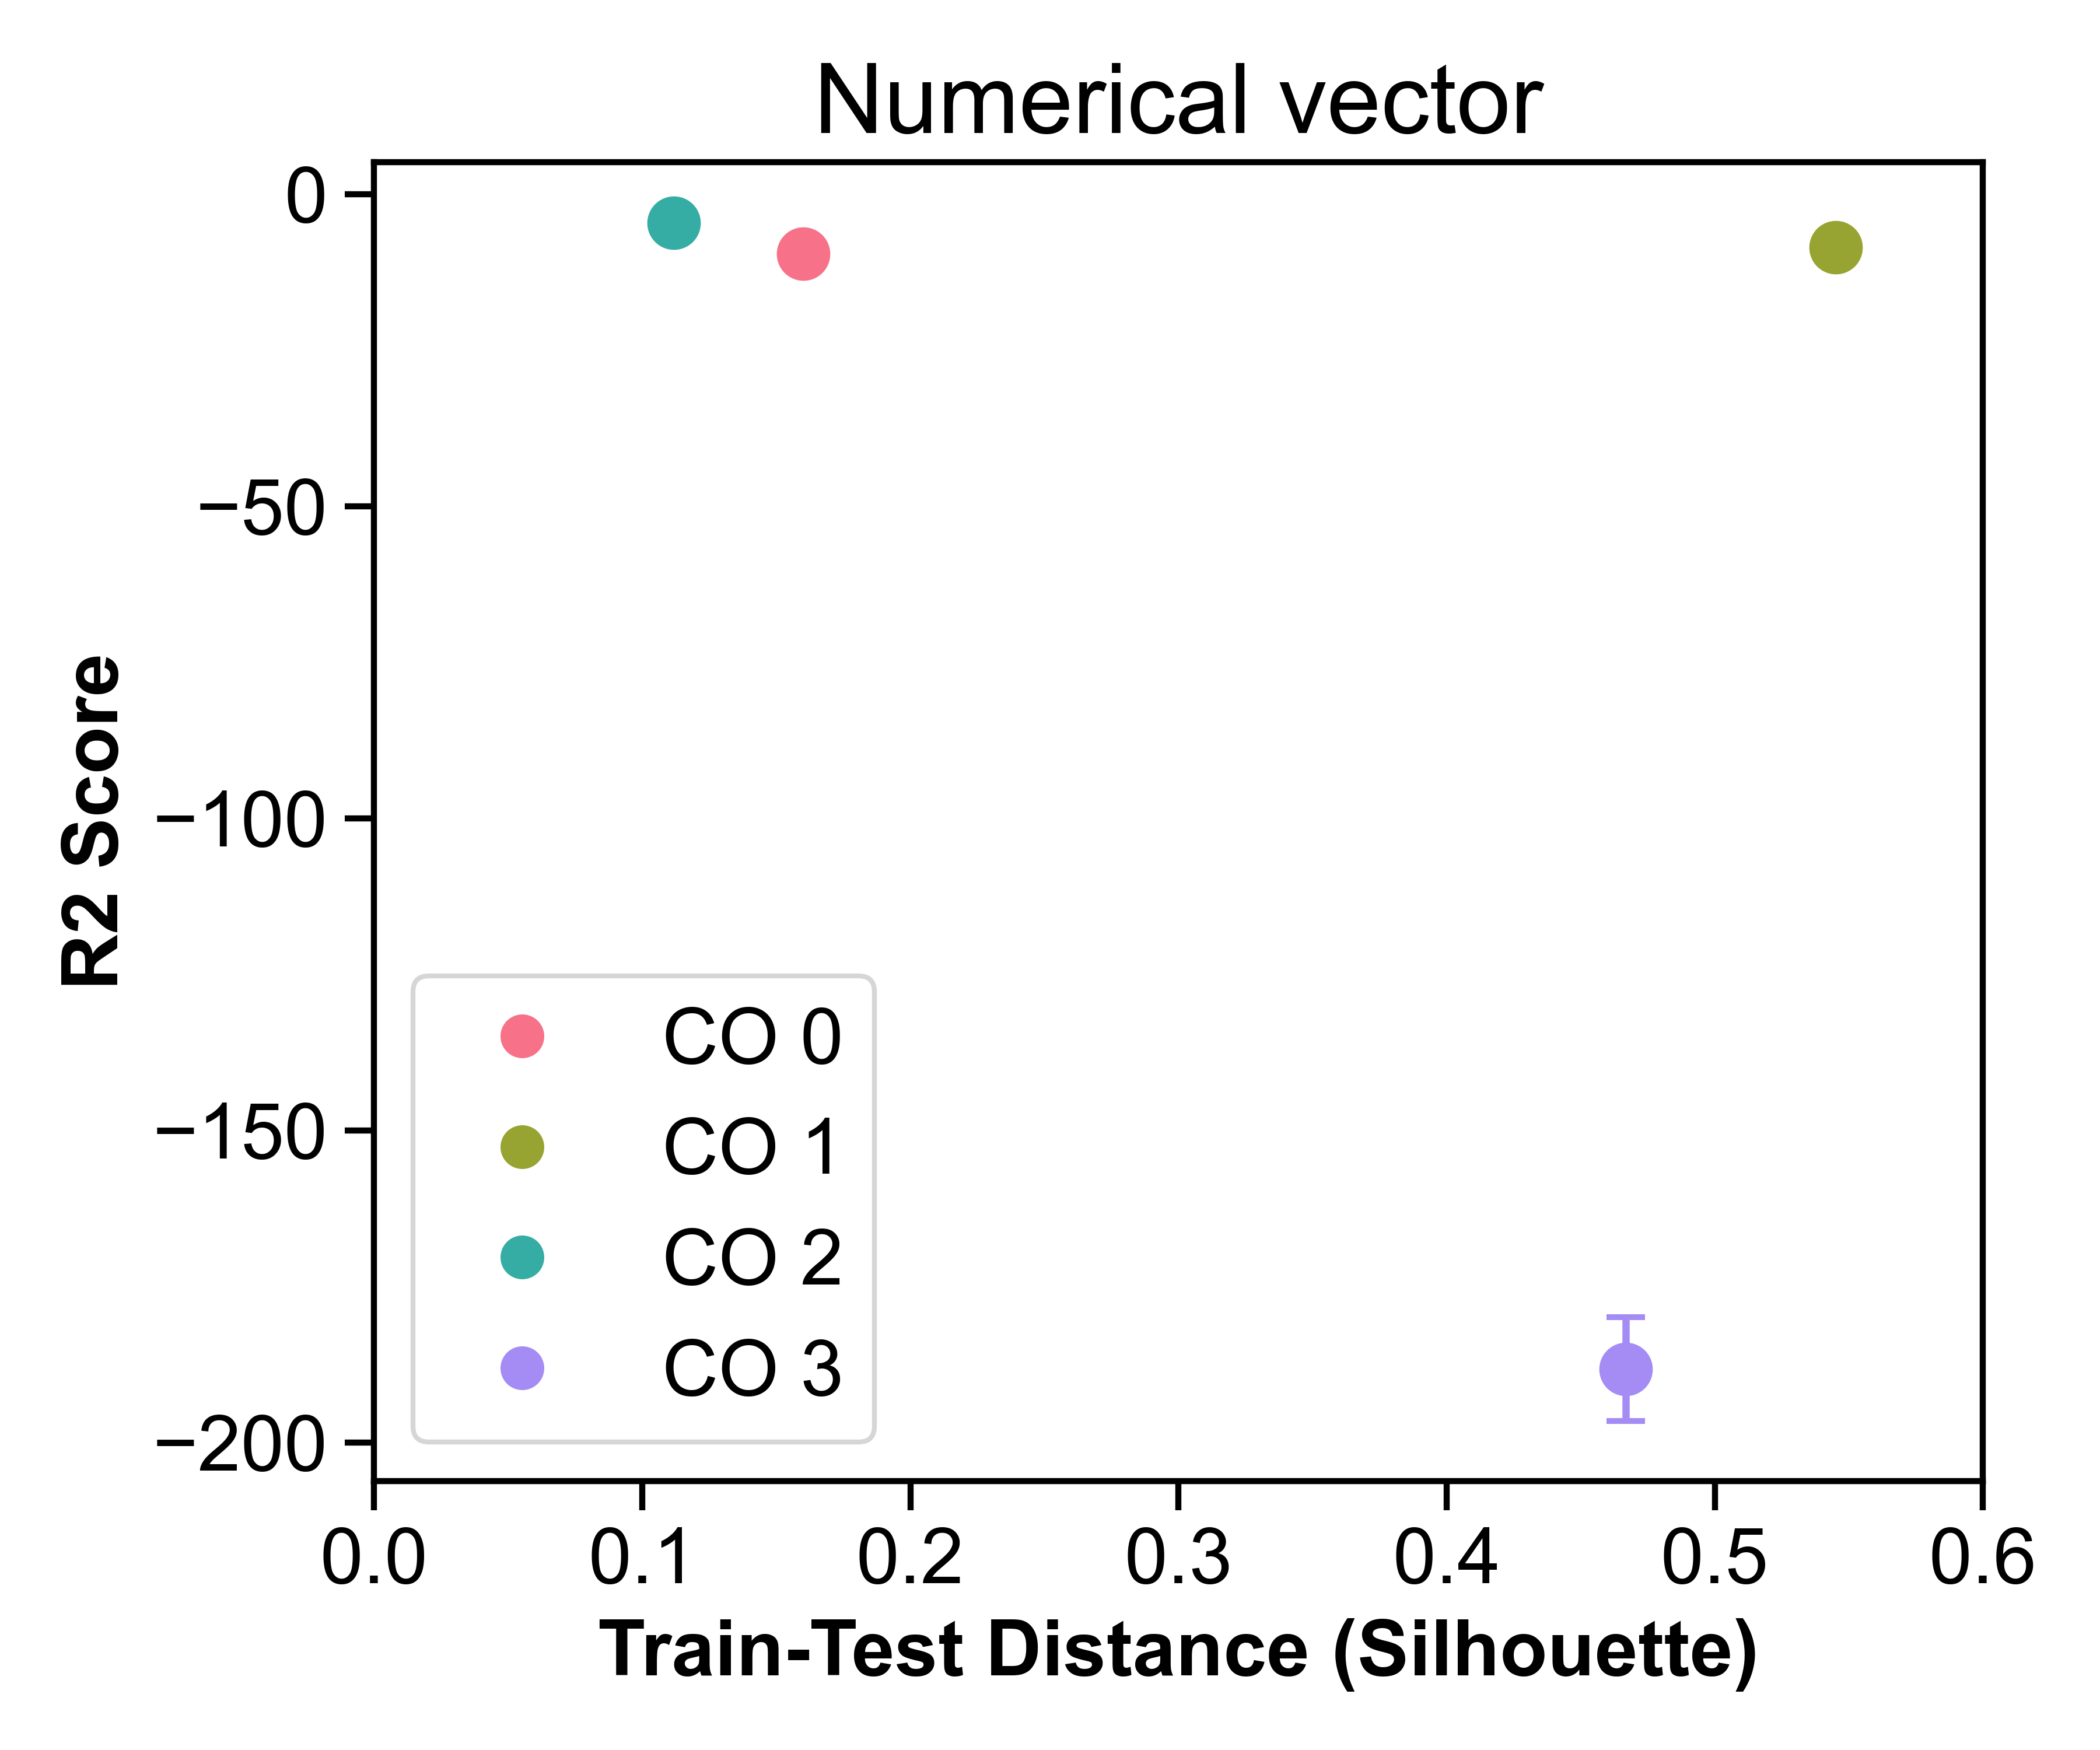 Numerical vector
0
−50
−100
−150
−200
R2 Score
CO 0
CO 1
CO 2
CO 3
0.0 0.1 0.2 0.3 0.4 0.5 0.6
Train-Test Distance (Silhouette)